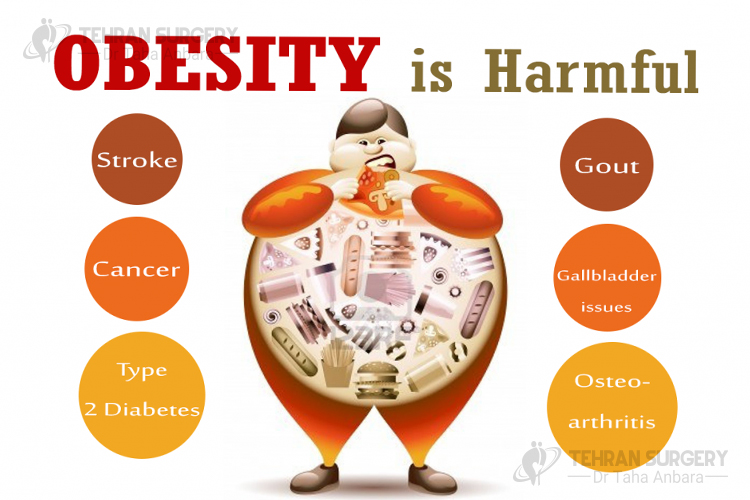 TEHRAN SURGERY
Dr Taha Anbara
OBESITY is Harmful
Stroke
Cancer
Type
2 Diabetes
Gout
Gallbladder
issues
Osteo-
arthritis
TEHRAN SURGERY
Dr Taha Anbara